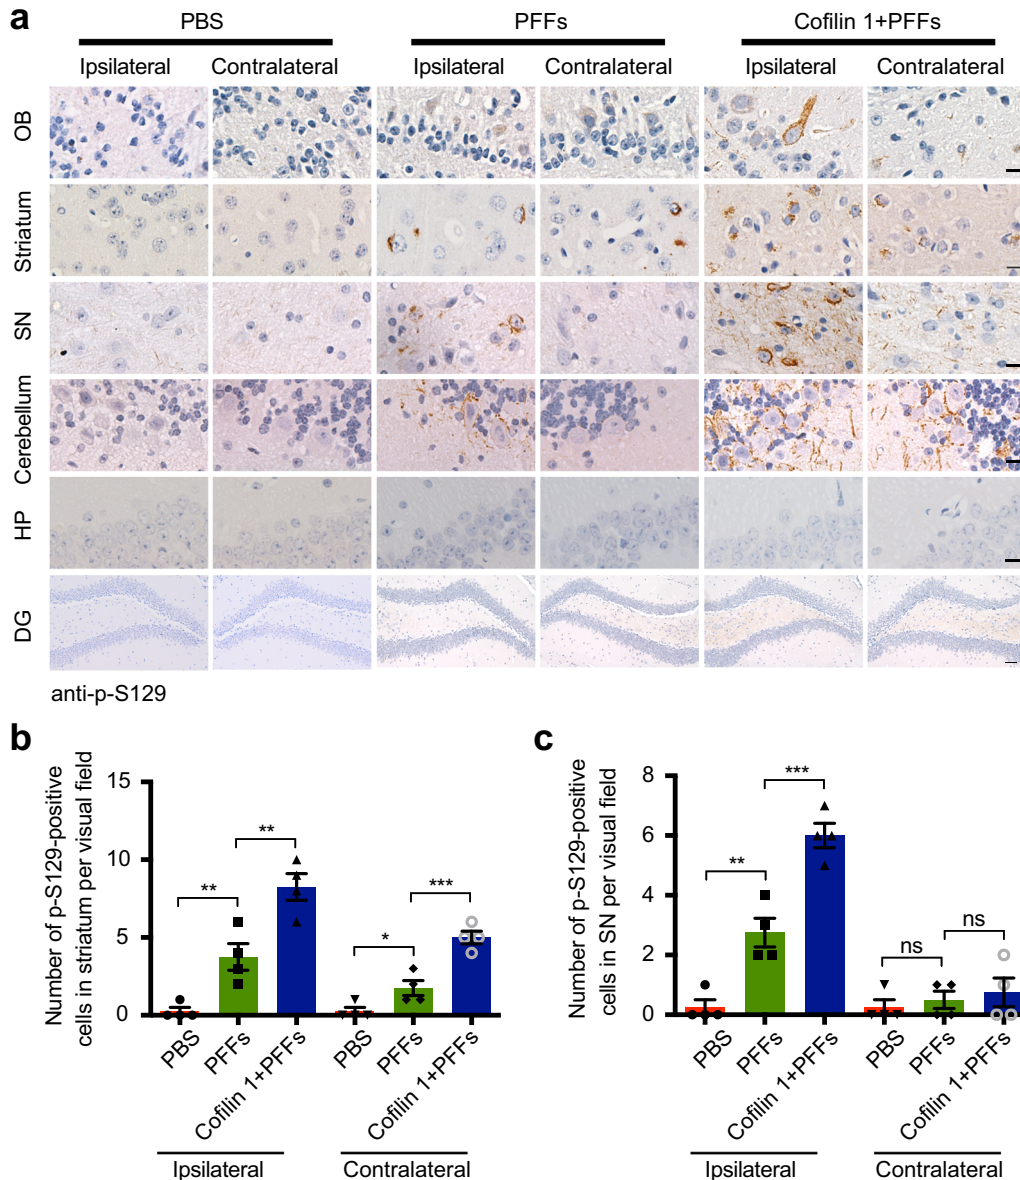 a
PBS PFFs Cofilin 1+PFFs
Ipsilateral Contralateral Ipsilateral Contralateral Ipsilateral Contralateral
OB
Striatum
SN
Cerebellum
HP
DG
anti-p-S129
b
Number of p-S129-positive
cells in striatum per visual field
15
10
5
0
**
**
*
***
PBS
PFFs
Cofilin 1+PFFs
PBS
PFFs
Cofilin 1+PFFs
Ipsilateral Contralateral
c
Number of p-S129-positive
cells in SN per visual field
8
6
4
2
0
**
***
ns
ns
PBS
PFFs
Cofilin 1+PFFs
PBS
PFFs
Cofilin 1+PFFs
Ipsilateral Contralateral